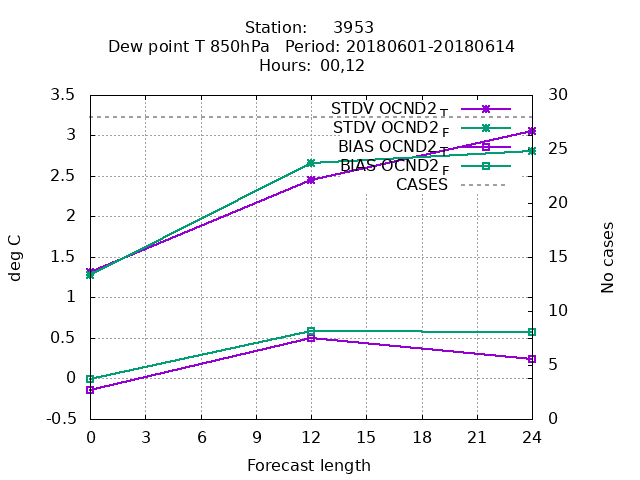 Station:     3953
Dew point T 850hPa   Period: 20180601-20180614
Hours:  00,12
3.5
3
2.5
2
1.5
1
0.5
0
-0.5
deg C
STDV OCND2 T
STDV OCND2 F
BIAS OCND2 T
BIAS OCND2 F
CASES
30
25
20
15
10
5
0
No cases
0 3 6 9 12 15 18 21 24
Forecast length